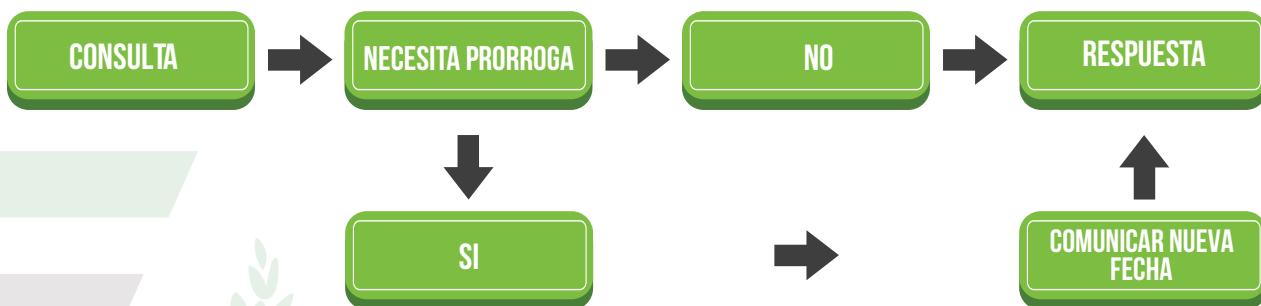 CONSULTA
NECESITA PRORROGA
NO
RESPUESTA
SI
COMUNICAR NUEVA
FECHA